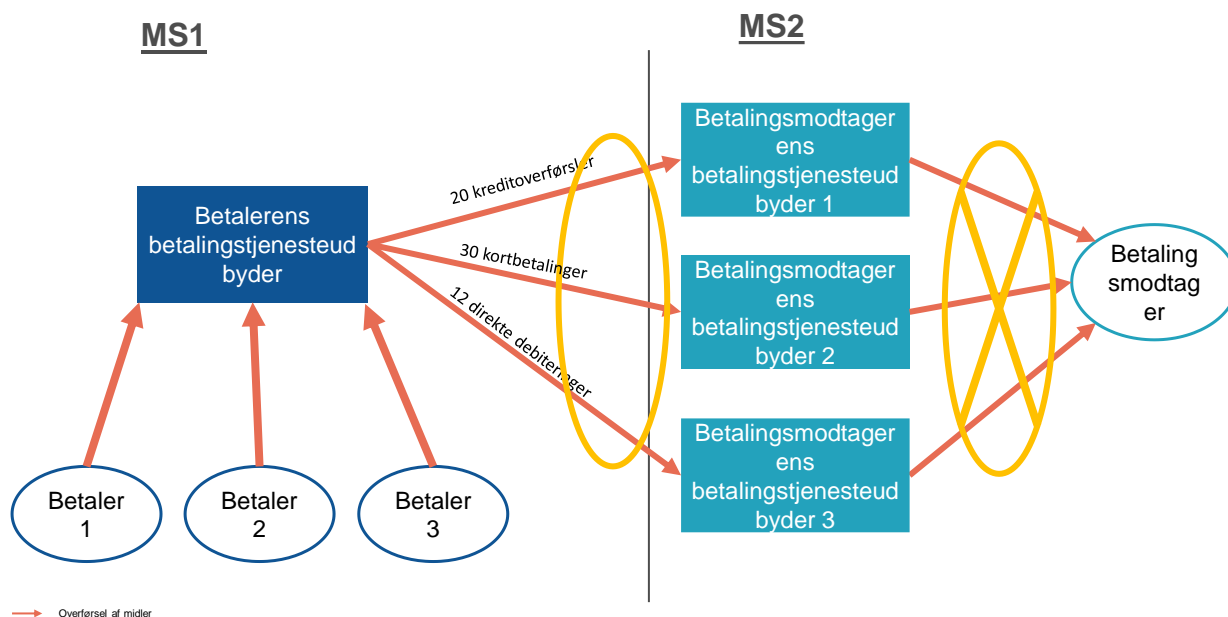 MS1
MS2
Betalerens
betalingstjenesteud
byder
20 kreditoverførsler
30 kortbetalinger
12 direkte debiteringer
Betalingsmodtager
ens
betalingstjenesteud
byder 1
Betalingsmodtager
ens
betalingstjenesteud
byder 2
Betalingsmodtager
ens
betalingstjenesteud
byder 3
Betaling
smodtag
er
Betaler
1
Betaler
2
Betaler
3
Overførsel af midler